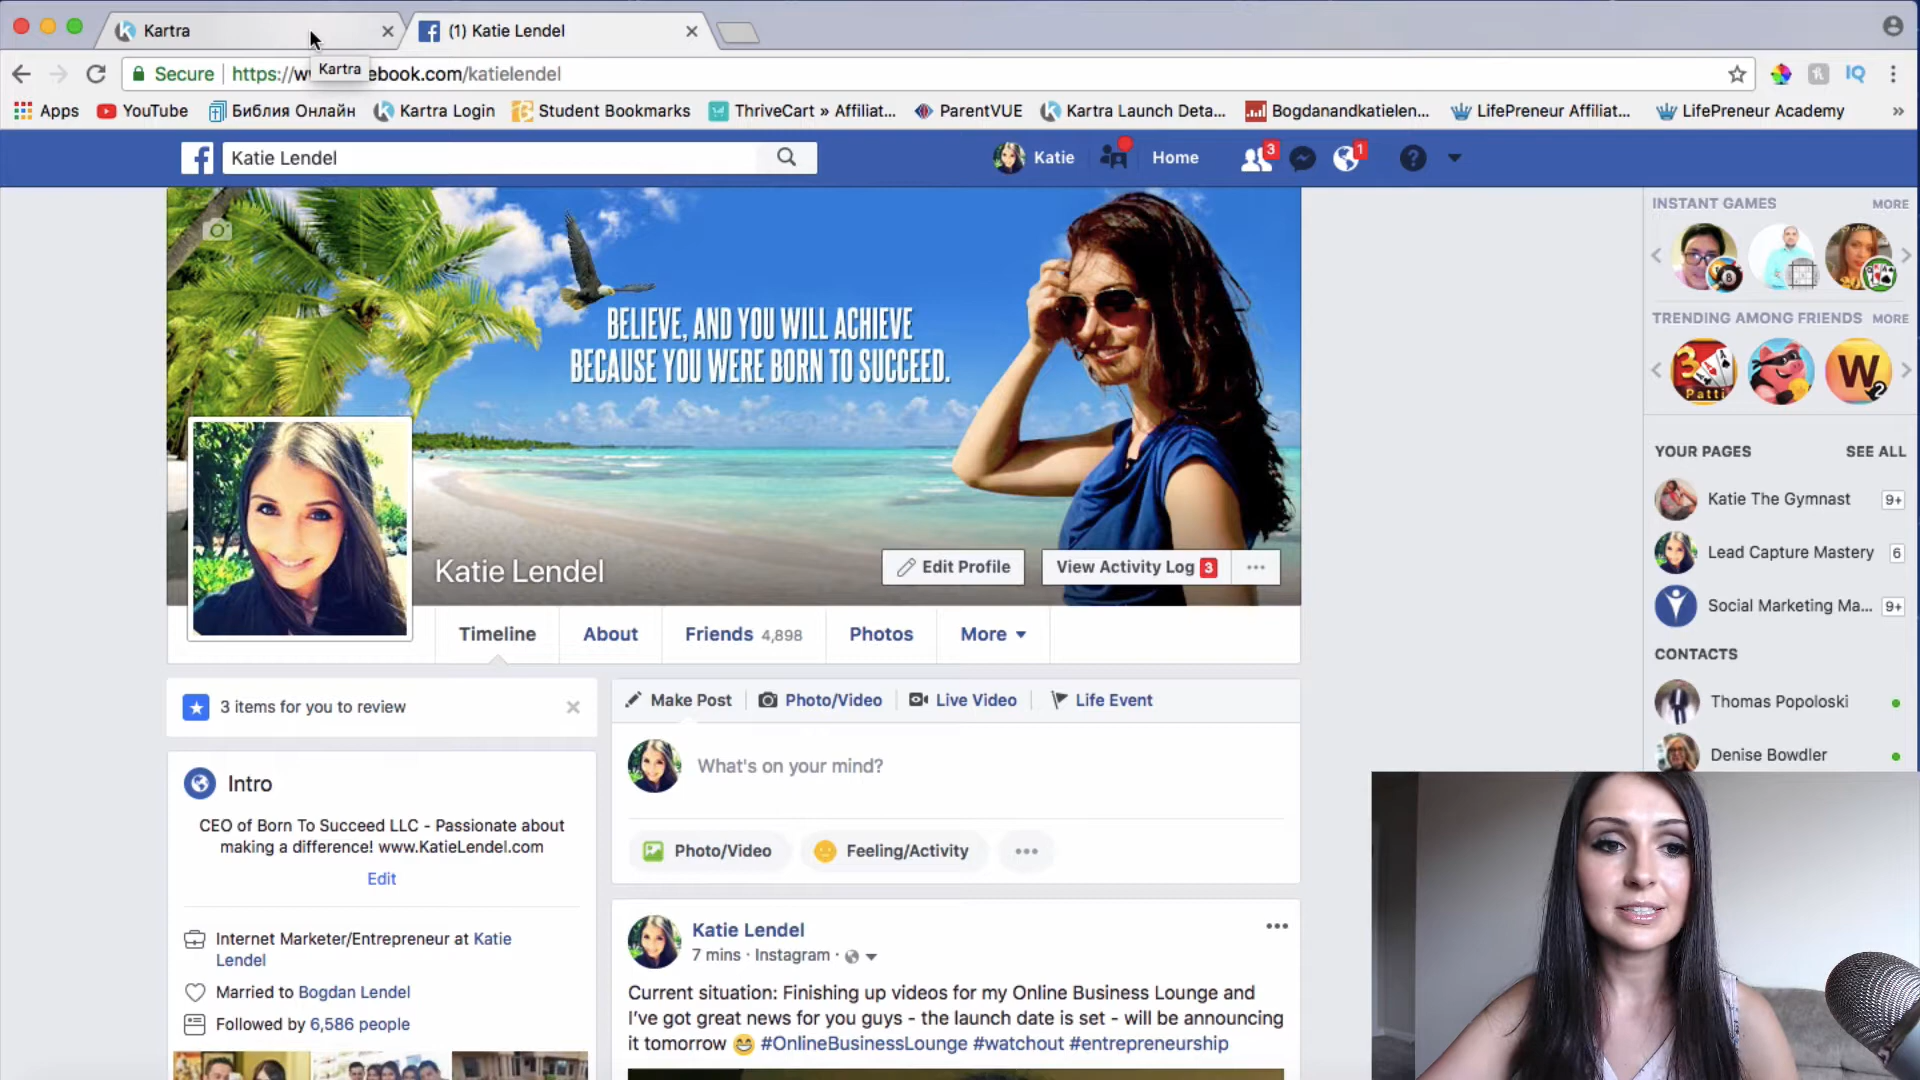 Kartra
(1) Katie Lendel
Secure
https://w
ebook.com/katielendel
Kartra
Apps
YouTube
Библия Онлайн
Kartra Login
Student Bookmarks
ThriveCart » Affiliat...
ParentVUE
Kartra Launch Deta...
Bogdanandkatielen...
LifePreneur Affiliat...
LifePreneur Academy
»
Katie Lendel
Katie
Home
3
1
BELIEVE, AND YOU WILL ACHIEVE
BECAUSE YOU WERE BORN TO SUCCEED.
Katie Lendel
Edit Profile
View Activity Log 3
Timeline
About
Friends 4,898
Photos
More
3 items for you to review
Make Post
Photo/Video
Live Video
Life Event
What's on your mind?
Photo/Video
Feeling/Activity
Intro
CEO of Born To Succeed LLC - Passionate about
making a difference! www.KatieLendel.com
Edit
Internet Marketer/Entrepreneur at Katie
Lendel
Married to Bogdan Lendel
Followed by 6,586 people
Katie Lendel
7 mins · Instagram ·
Current situation: Finishing up videos for my Online Business Lounge and
I've got great news for you guys - the launch date is set - will be announcing
it tomorrow 😁 #OnlineBusinessLounge #watchout #entrepreneurship
INSTANT GAMES
MORE
TRENDING AMONG FRIENDS
MORE
3
Patti
W
2
YOUR PAGES
SEE ALL
Katie The Gymnast
9+
Lead Capture Mastery
6
Social Marketing Ma...
9+
CONTACTS
Thomas Popoloski
Denise Bowdler
IQ